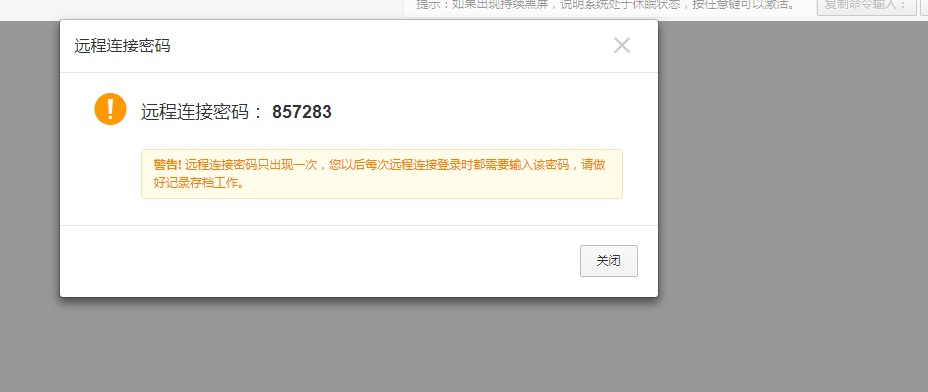 提示：如果出现持续黑屏，说明系统处于休眠状态，按任意键可以激活。 复制命令输入：
远程连接密码
远程连接密码： 857283
警告! 远程连接密码只出现一次，您以后每次远程连接登录时都需要输入该密码，请做
好记录存档工作。
关闭